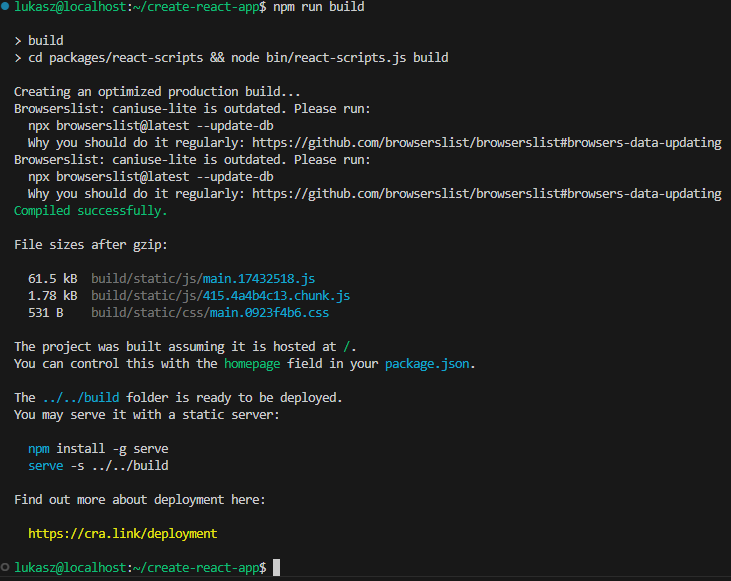 lukasz@localhost:~/create-react-app$ npm run build
> build
> cd packages/react-scripts && node bin/react-scripts.js build
Creating an optimized production build...
Browserslist: caniuse-lite is outdated. Please run:
npx browserslist@latest --update-db
Why you should do it regularly: https://github.com/browserslist/browserslist#browsers-data-updating
Browserslist: caniuse-lite is outdated. Please run:
npx browserslist@latest --update-db
Why you should do it regularly: https://github.com/browserslist/browserslist#browsers-data-updating
Compiled successfully.
File sizes after gzip:
61.5 kB  build/static/js/main.17432518.js
1.78 kB  build/static/js/415.4a4b4c13.chunk.js
531 B    build/static/css/main.0923f4b6.css
The project was built assuming it is hosted at /.
You can control this with the homepage field in your package.json.
The ../../build folder is ready to be deployed.
You may serve it with a static server:
npm install -g serve
serve -s ../../build
Find out more about deployment here:
https://cra.link/deployment
lukasz@localhost:~/create-react-app$